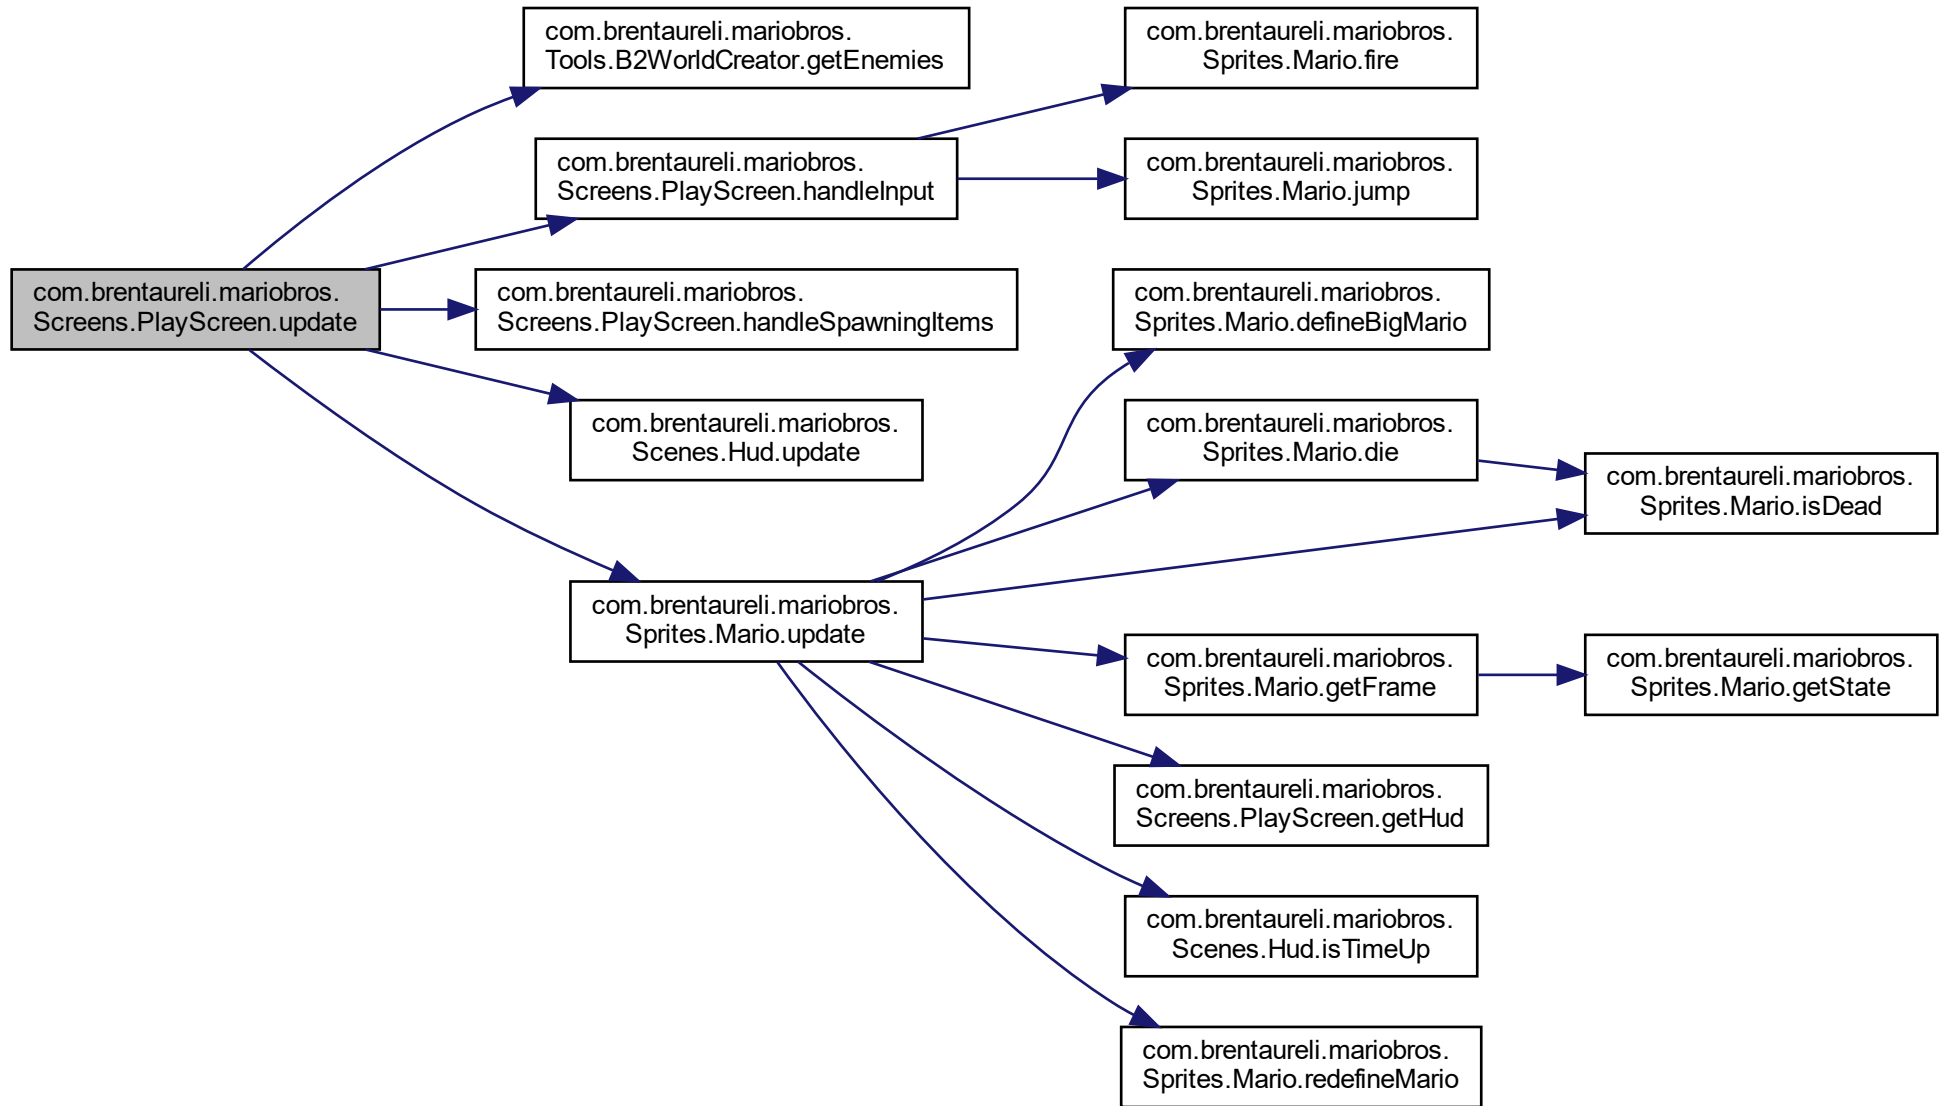 com.brentaureli.mariobros.
Tools.B2WorldCreator.getEnemies
com.brentaureli.mariobros.
Sprites.Mario.fire
com.brentaureli.mariobros.
Screens.PlayScreen.handleInput
com.brentaureli.mariobros.
Sprites.Mario.jump
com.brentaureli.mariobros.
Screens.PlayScreen.update
com.brentaureli.mariobros.
Screens.PlayScreen.handleSpawningItems
com.brentaureli.mariobros.
Sprites.Mario.defineBigMario
com.brentaureli.mariobros.
Scenes.Hud.update
com.brentaureli.mariobros.
Sprites.Mario.die
com.brentaureli.mariobros.
Sprites.Mario.isDead
com.brentaureli.mariobros.
Sprites.Mario.update
com.brentaureli.mariobros.
Sprites.Mario.getFrame
com.brentaureli.mariobros.
Sprites.Mario.getState
com.brentaureli.mariobros.
Screens.PlayScreen.getHud
com.brentaureli.mariobros.
Scenes.Hud.isTimeUp
com.brentaureli.mariobros.
Sprites.Mario.redefineMario